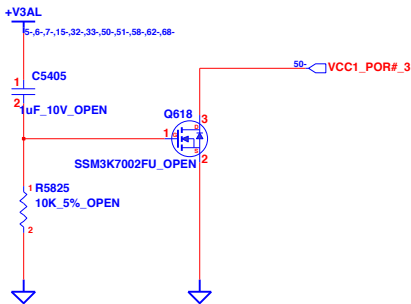 +V3AL
5-,6-,7-,15-,32-,33-,50-,51-,58-,62-,68-
1
C5405
2
1uF_10V_OPEN
50-
VCC1_POR#_3
Q618
3
1
G
D
S
SSM3K7002FU_OPEN
2
1
R5825
10K_5%_OPEN
2